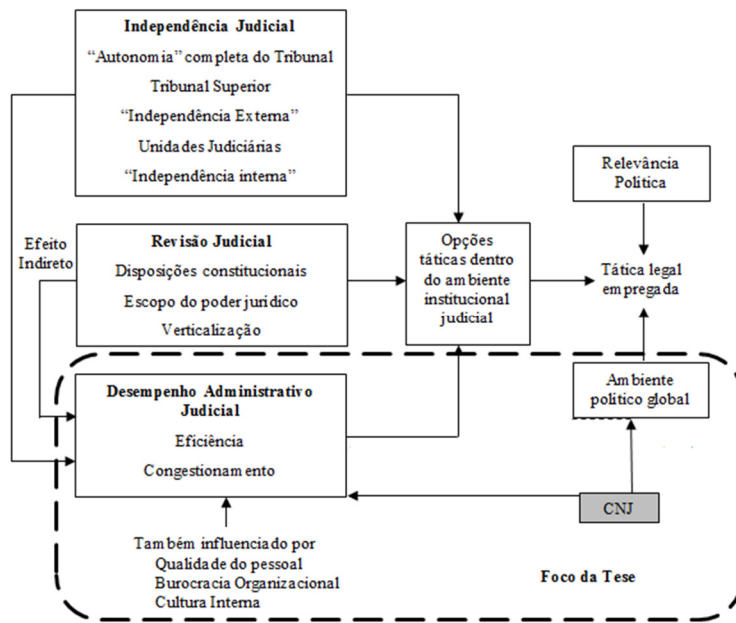 Independência Judicial
“Autonomia” completa do Tribunal
Tribunal Superior
“Independência Externa”
Unidades Judiciárias
“Independência interna”
Relevância
Política
Efeito
Indireto
Revisão Judicial
Disposições constitucionais
Escopo do poder jurídico
Verticalização
Opções
táticas dentro
do ambiente
institucional
judicial
Tática legal
empregada
Desempenho Administrativo
Judicial
Eficiência
Congestionamento
Ambiente
politico global
CNJ
Também influenciado por
Qualidade do pessoal
Burocracia Organizacional
Cultura Interna
Foco da Tese